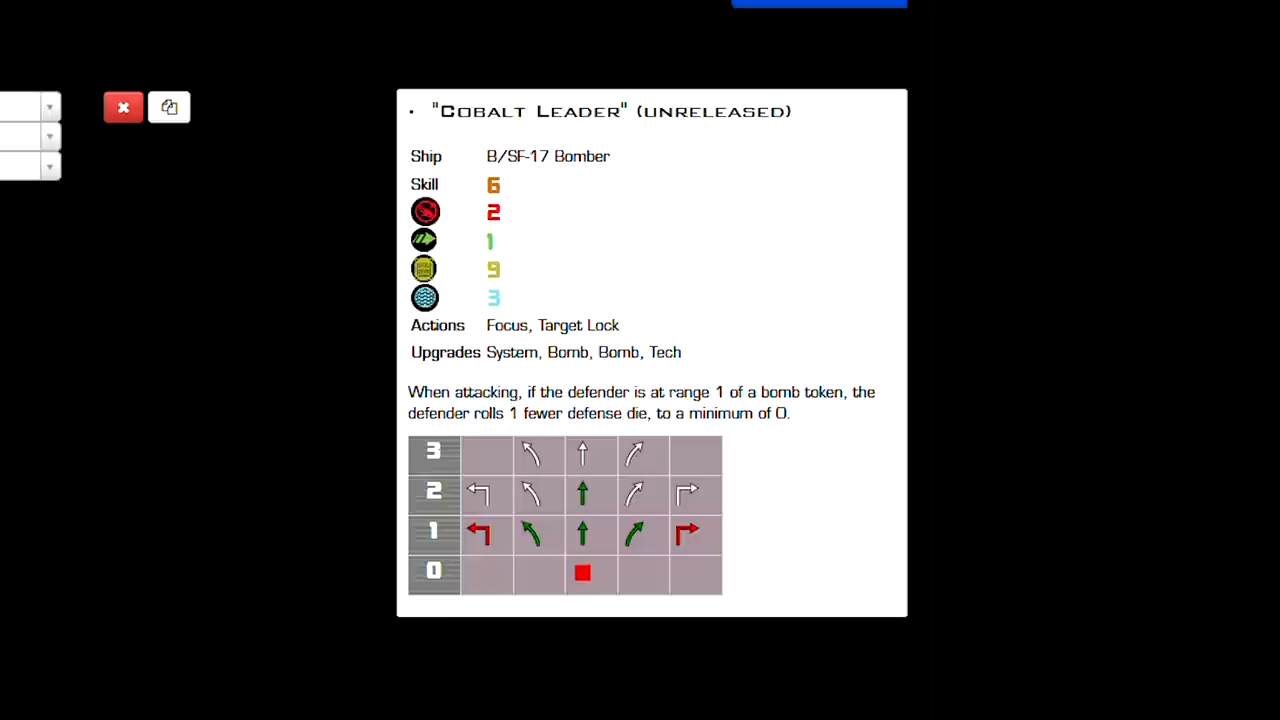 · "Cobalt Leader" (unreleased)
Ship B/SF-17 Bomber
Skill 6
2
1
9
3
Actions Focus, Target Lock
Upgrades System, Bomb, Bomb, Tech
When attacking, if the defender is at range 1 of a bomb token, the
defender rolls 1 fewer defense die, to a minimum of 0.
3
2
1
0